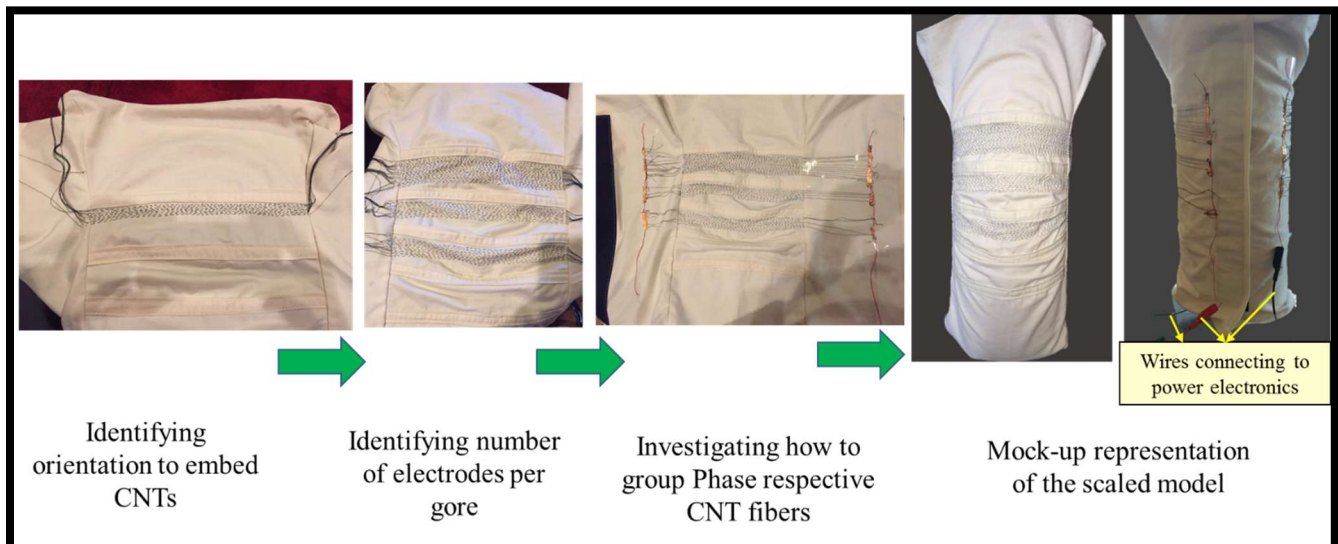 Wires connecting to
power electronics
Identifying
orientation to embed
CNTs
Identifying number
of electrodes per
gore
Investigating how to
group Phase respective
CNT fibers
Mock-up representation
of the scaled model